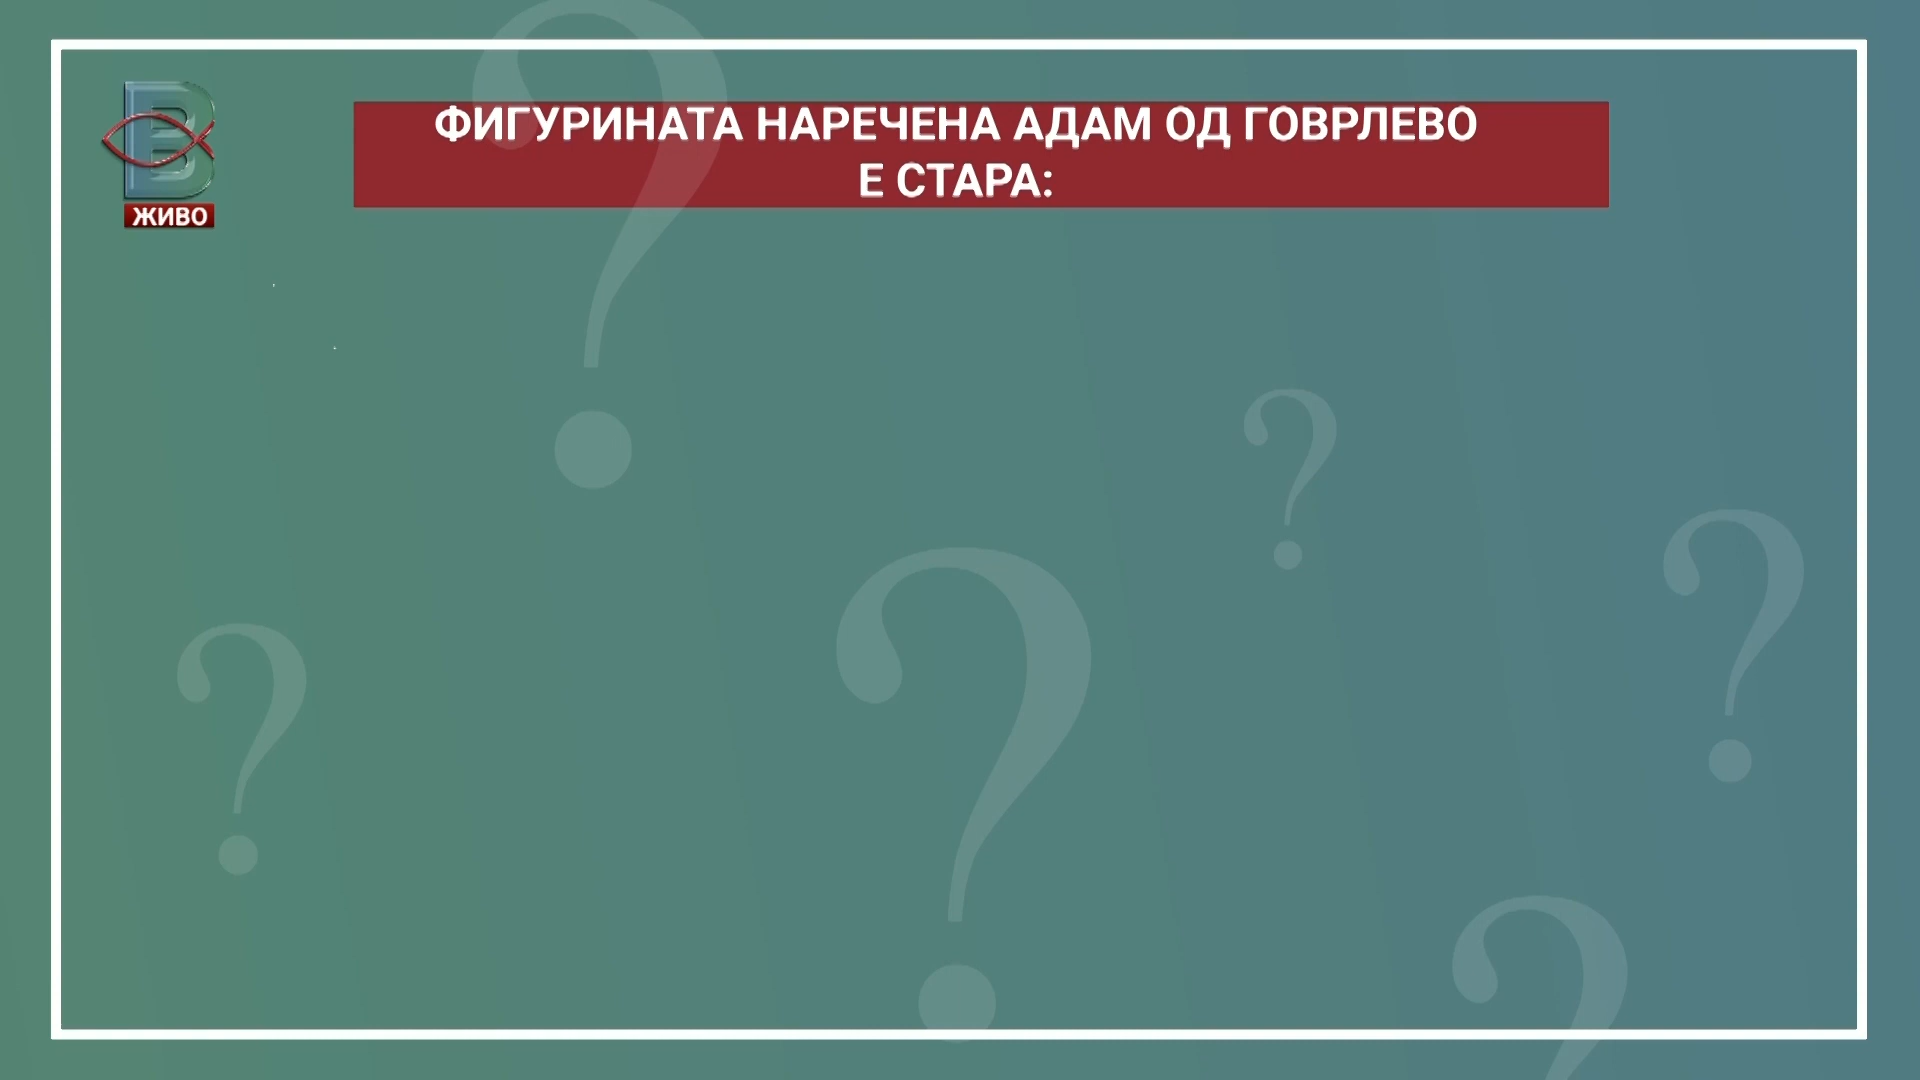 В
ЖИВО
ФИГУРИНАТА НАРЕЧЕНА АДАМ ОД ГОВРЛЕВО
Е СТАРА: